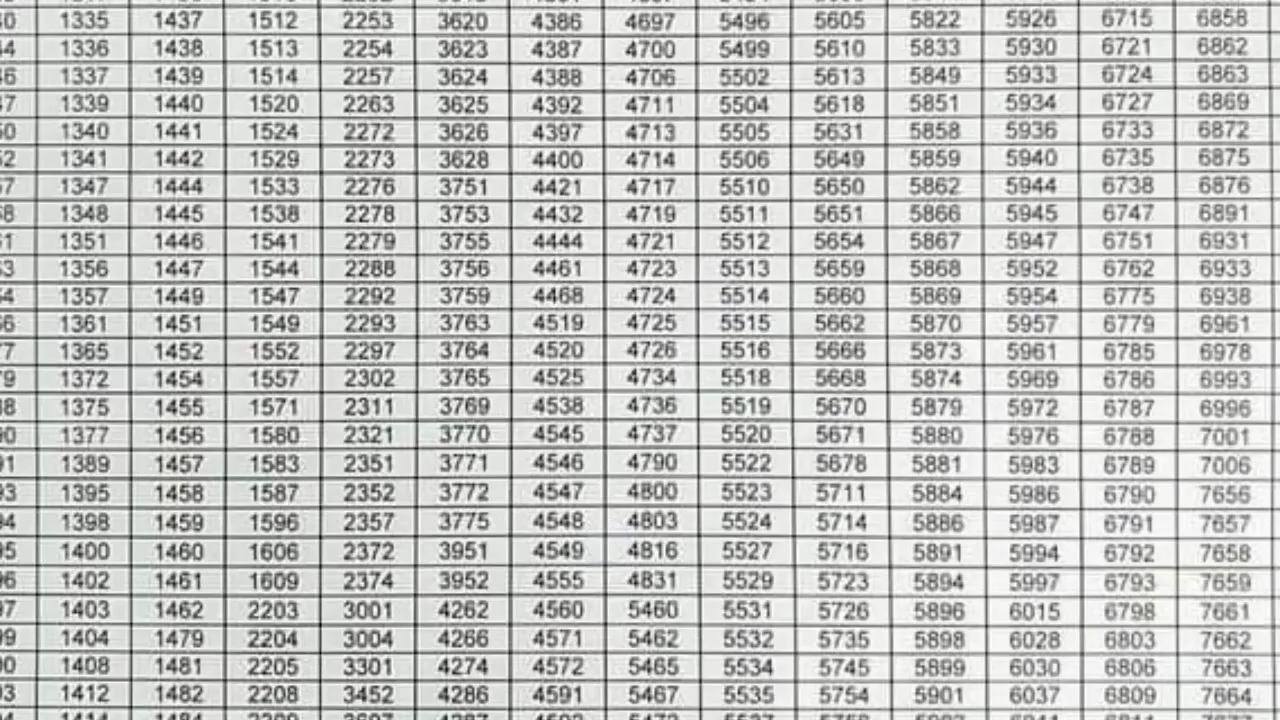 1335 1437 1512 2253 3620 4386 4697 5496 5605 5822 5926 6715 6858
1336 1438 1513 2254 3623 4387 4700 5499 5610 5833 5930 6721 6862
1337 1439 1514 2257 3624 4388 4706 5502 5613 5849 5933 6724 6863
1339 1440 1520 2263 3625 4392 4711 5504 5618 5851 5934 6727 6869
1340 1441 1524 2272 3626 4397 4713 5505 5631 5858 5936 6733 6872
1341 1442 1529 2273 3628 4400 4714 5506 5649 5859 5940 6735 6875
1347 1444 1533 2276 3751 4421 4717 5510 5650 5862 5944 6738 6876
1348 1445 1538 2278 3753 4432 4719 5511 5651 5866 5945 6747 6891
1351 1446 1541 2279 3755 4444 4721 5512 5654 5867 5947 6751 6931
1356 1447 1544 2288 3756 4461 4723 5513 5659 5868 5952 6762 6933
1357 1449 1547 2292 3759 4468 4724 5514 5660 5869 5954 6775 6938
1361 1451 1549 2293 3763 4519 4725 5515 5662 5870 5957 6779 6961
1365 1452 1552 2297 3764 4520 4726 5516 5666 5873 5961 6785 6978
1372 1454 1557 2302 3765 4525 4734 5518 5668 5874 5969 6786 6993
1375 1455 1571 2311 3769 4538 4736 5519 5670 5879 5972 6787 6996
1377 1456 1580 2321 3770 4545 4737 5520 5671 5880 5976 6788 7001
1389 1457 1583 2351 3771 4546 4790 5522 5678 5881 5983 6789 7006
1395 1458 1587 2352 3772 4547 4800 5523 5711 5884 5986 6790 7656
1398 1459 1596 2357 3775 4548 4803 5524 5714 5886 5987 6791 7657
1400 1460 1606 2372 3951 4549 4816 5527 5716 5891 5994 6792 7658
1402 1461 1609 2374 3952 4555 4831 5529 5723 5894 5997 6793 7659
1403 1462 2203 3001 4262 4560 5460 5531 5726 5896 6015 6798 7661
1404 1479 2204 3004 4266 4571 5462 5532 5735 5898 6028 6803 7662
1408 1481 2205 3301 4274 4572 5465 5534 5745 5899 6030 6806 7663
1412 1482 2208 3452 4286 4591 5467 5535 5754 5901 6037 6809 7664